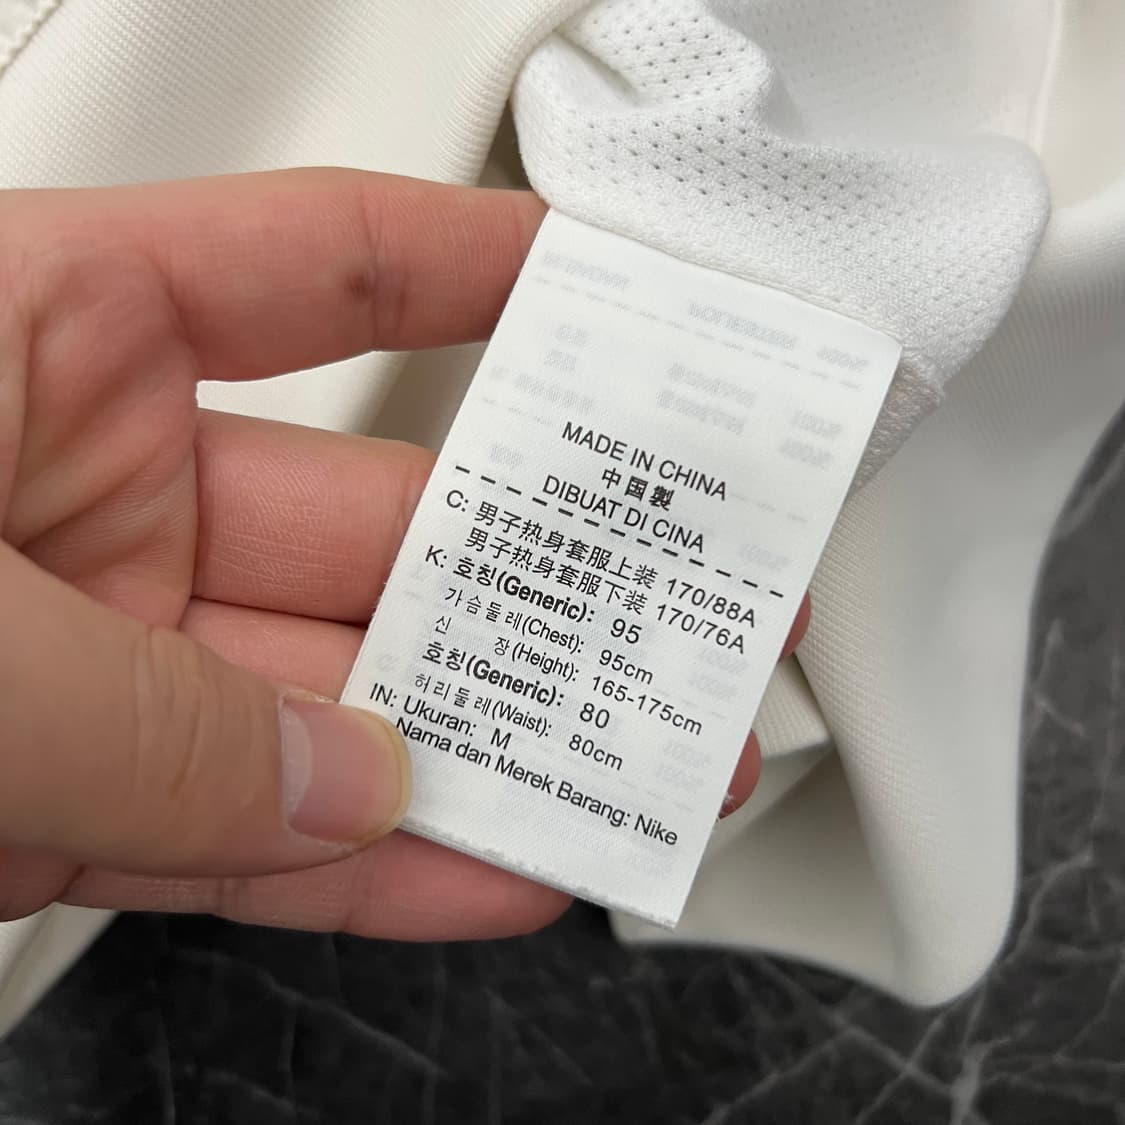 MADE IN CHINA
中国製
DIBUAT DI CINA
C: 男子热身套服上装 170/88A
男子热身套服下装 170/76A
K: 호칭(Generic): 95
가슴둘레(Chest): 95cm
신 장(Height): 165-175cm
호칭(Generic): 80
허리둘레(Waist): 80cm
IN: Ukuran: M
Nama dan Merek Barang: Nike